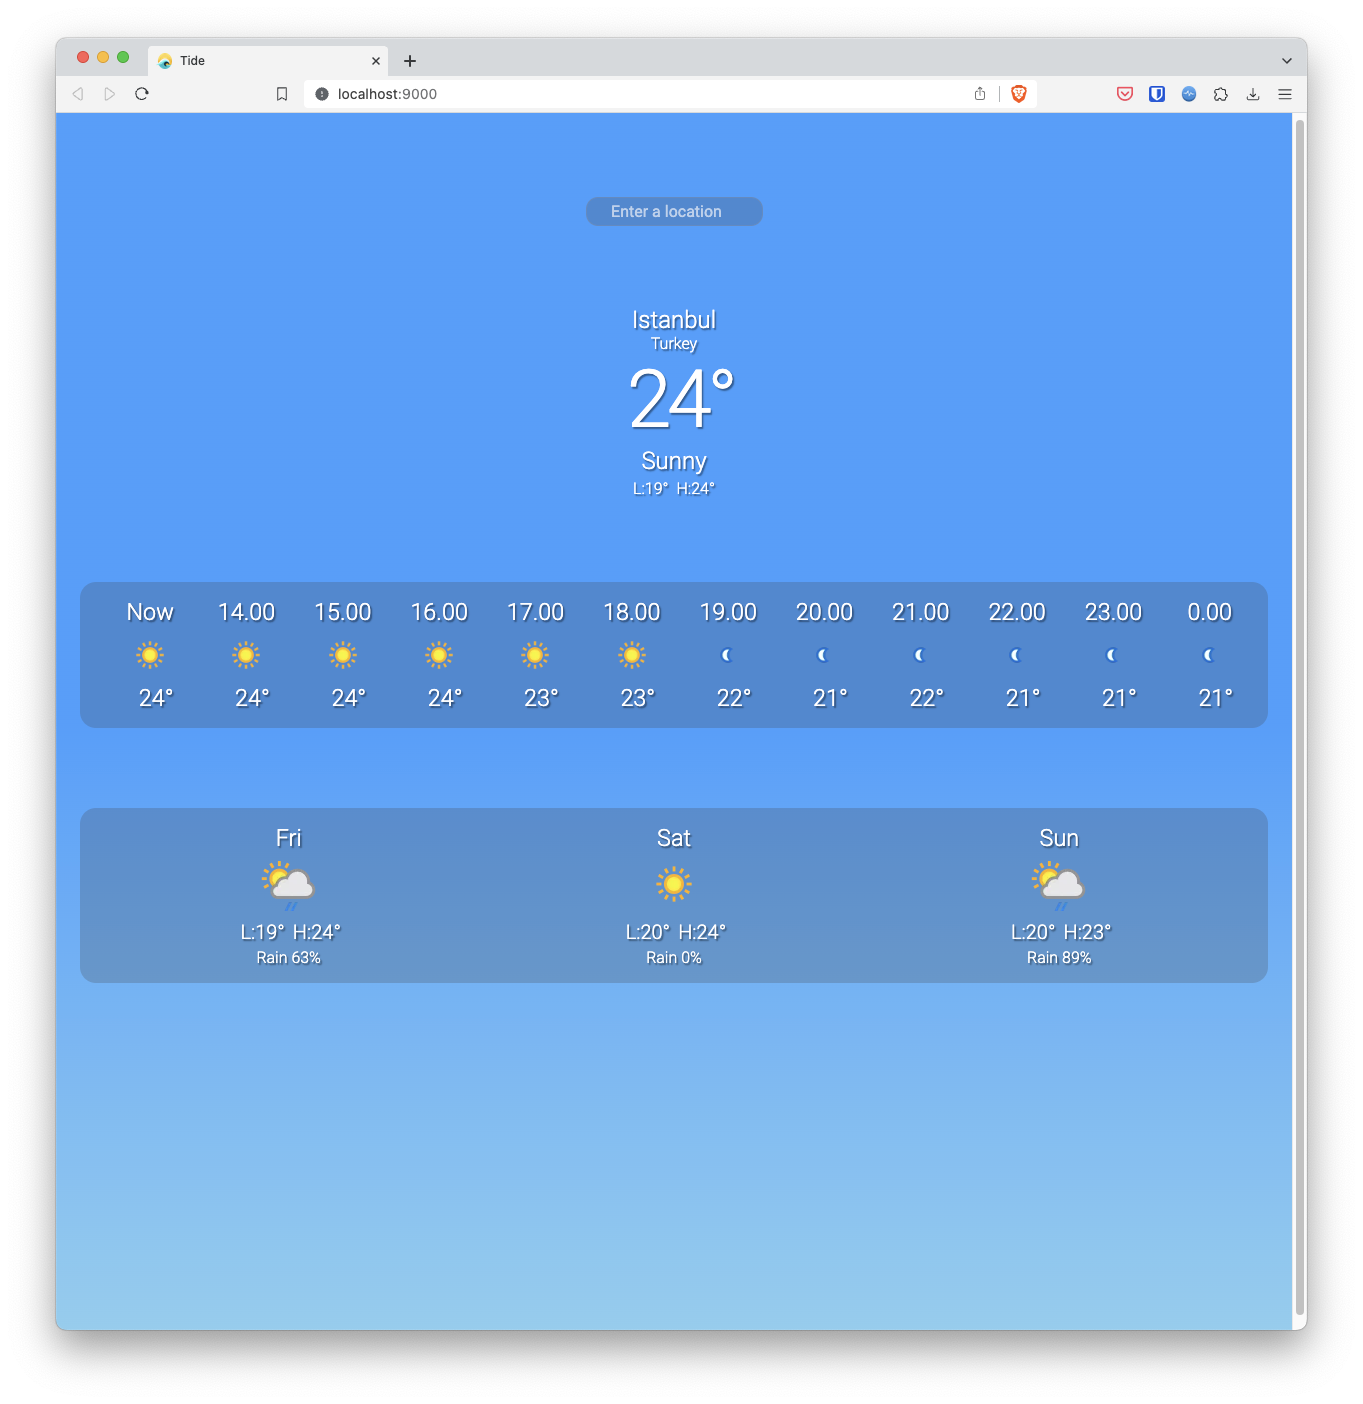 Tide
localhost:9000
Enter a location
Istanbul
Turkey
24°
Sunny
L:19° H:24°
Now 14.00 15.00 16.00 17.00 18.00 19.00 20.00 21.00 22.00 23.00 0.00
24° 24° 24° 24° 23° 23° 22° 21° 22° 21° 21° 21°
Fri Sat Sun
L:19° H:24° L:20° H:24° L:20° H:23°
Rain 63% Rain 0% Rain 89%